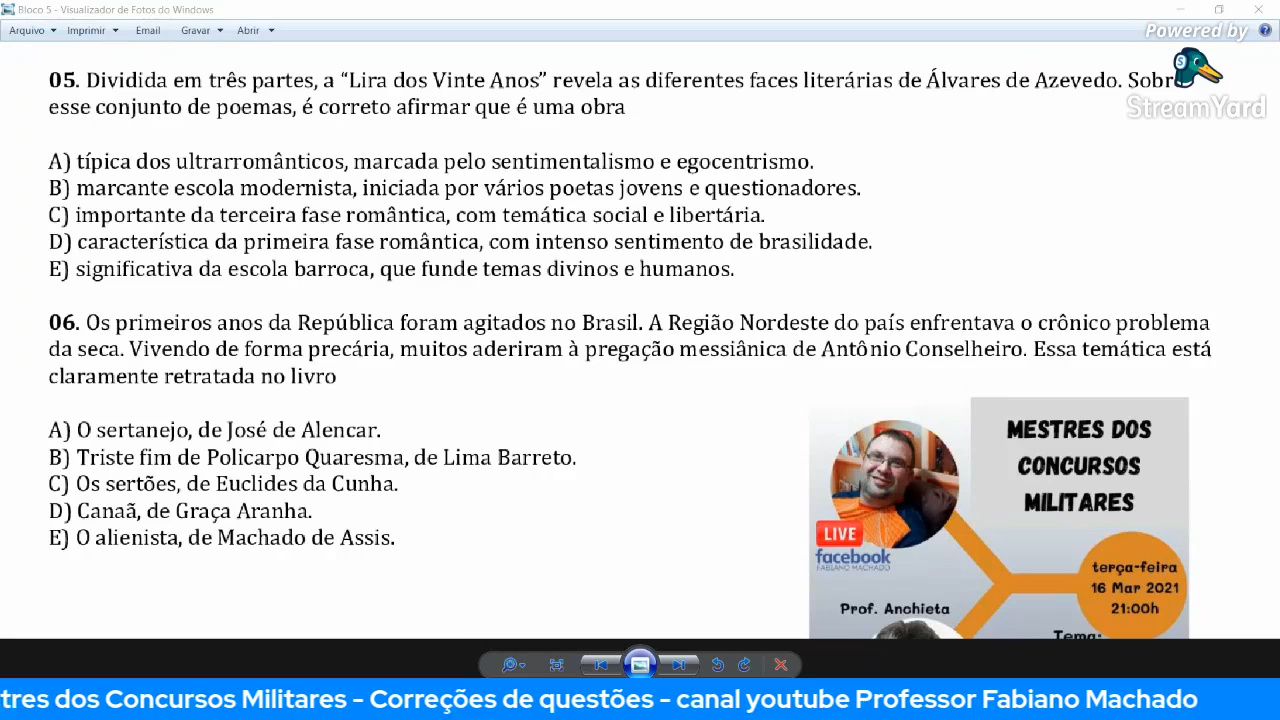 Bloco 5 - Visualizador de Fotos do Windows
Arquivo Imprimir Email Gravar Abrir
Powered by
StreamYard
05. Dividida em três partes, a “Lira dos Vinte Anos” revela as diferentes faces literárias de Álvares de Azevedo. Sobre
esse conjunto de poemas, é correto afirmar que é uma obra
A) típica dos ultrarromânticos, marcada pelo sentimentalismo e egocentrismo.
B) marcante escola modernista, iniciada por vários poetas jovens e questionadores.
C) importante da terceira fase romântica, com temática social e libertária.
D) característica da primeira fase romântica, com intenso sentimento de brasilidade.
E) significativa da escola barroca, que funde temas divinos e humanos.
06. Os primeiros anos da República foram agitados no Brasil. A Região Nordeste do país enfrentava o crônico problema
da seca. Vivendo de forma precária, muitos aderiram à pregação messiânica de Antônio Conselheiro. Essa temática está
claramente retratada no livro
A) O sertanejo, de José de Alencar.
B) Triste fim de Policarpo Quaresma, de Lima Barreto.
C) Os sertões, de Euclides da Cunha.
D) Canaã, de Graça Aranha.
E) O alienista, de Machado de Assis.
MESTRES DOS
CONCURSOS
MILITARES
LIVE
facebook
FABIANO MACHADO
terça-feira
16 Mar 2021
21:00h
Prof. Anchieta
Tema:
tres dos Concursos Militares - Correções de questões - canal youtube Professor Fabiano Machado